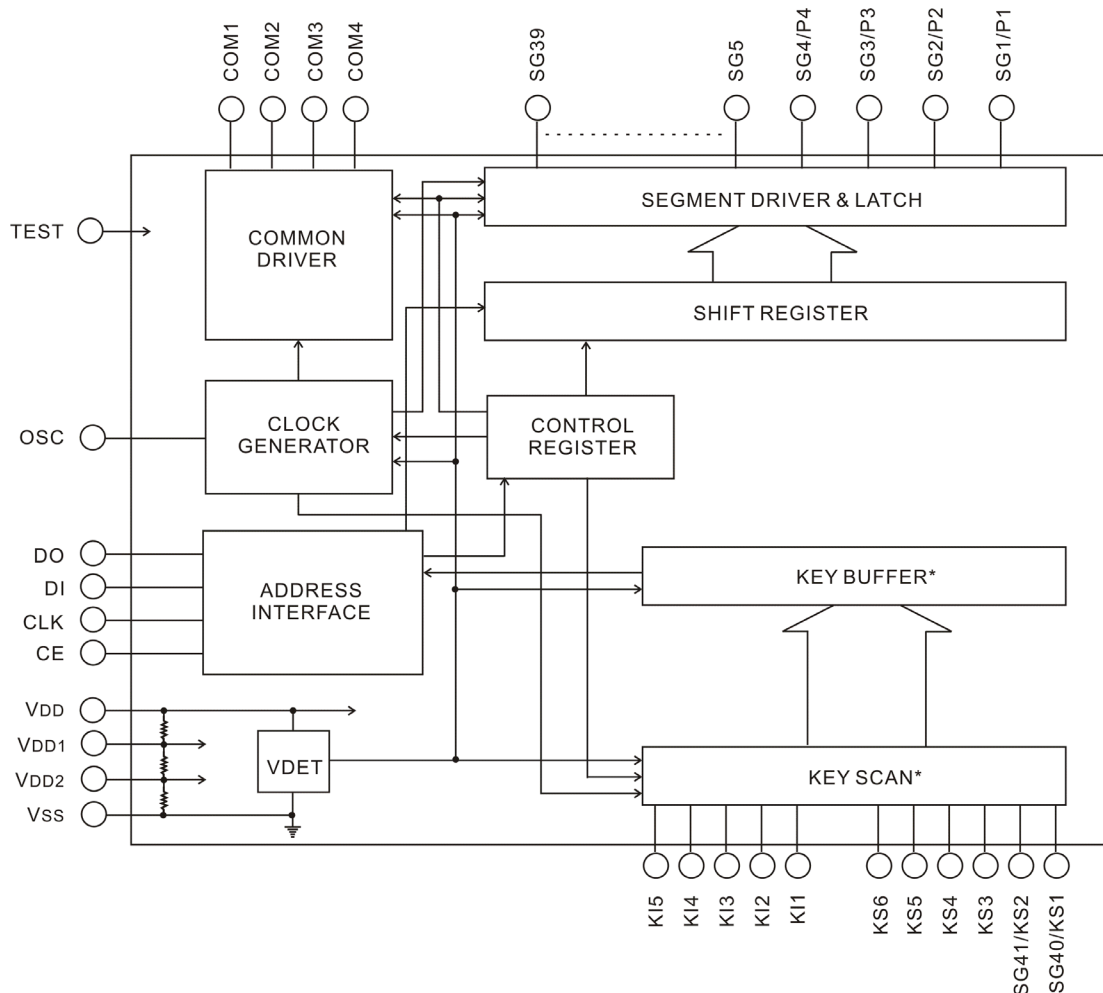 COM1
COM2
COM3
COM4
SG39
SG5
SG4/P4
SG3/P3
SG2/P2
SG1/P1
TEST
COMMON
DRIVER
SEGMENT DRIVER & LATCH
SHIFT REGISTER
OSC
CLOCK
GENERATOR
CONTROL
REGISTER
DO
DI
CLK
CE
ADDRESS
INTERFACE
KEY BUFFER*
VDD
VDD1
VDD2
VSS
VDET
KEY SCAN*
KI5
KI4
KI3
KI2
KI1
KS6
KS5
KS4
KS3
SG41/KS2
SG40/KS1